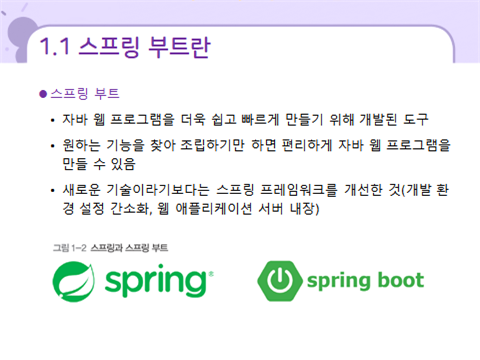 1.1 스프링 부트란
● 스프링 부트
• 자바 웹 프로그램을 더욱 쉽고 빠르게 만들기 위해 개발된 도구
• 원하는 기능을 찾아 조립하기만 하면 편리하게 자바 웹 프로그램을
만들 수 있음
• 새로운 기술이라기보다는 스프링 프레임워크를 개선한 것(개발 환
경 설정 간소화, 웹 애플리케이션 서버 내장)
그림 1-2 스프링과 스프링 부트
spring®
spring boot